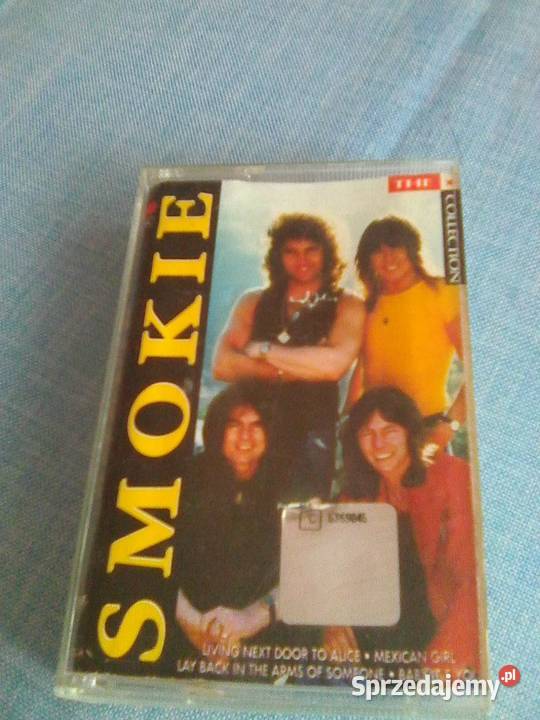 THE
COLLECTION
SMOKIE
LIVING NEXT DOOR TO ALICE • MEXICAN GIRL
LAY BACK IN THE ARMS OF SOMEONE •
Sprzedajemy.pl